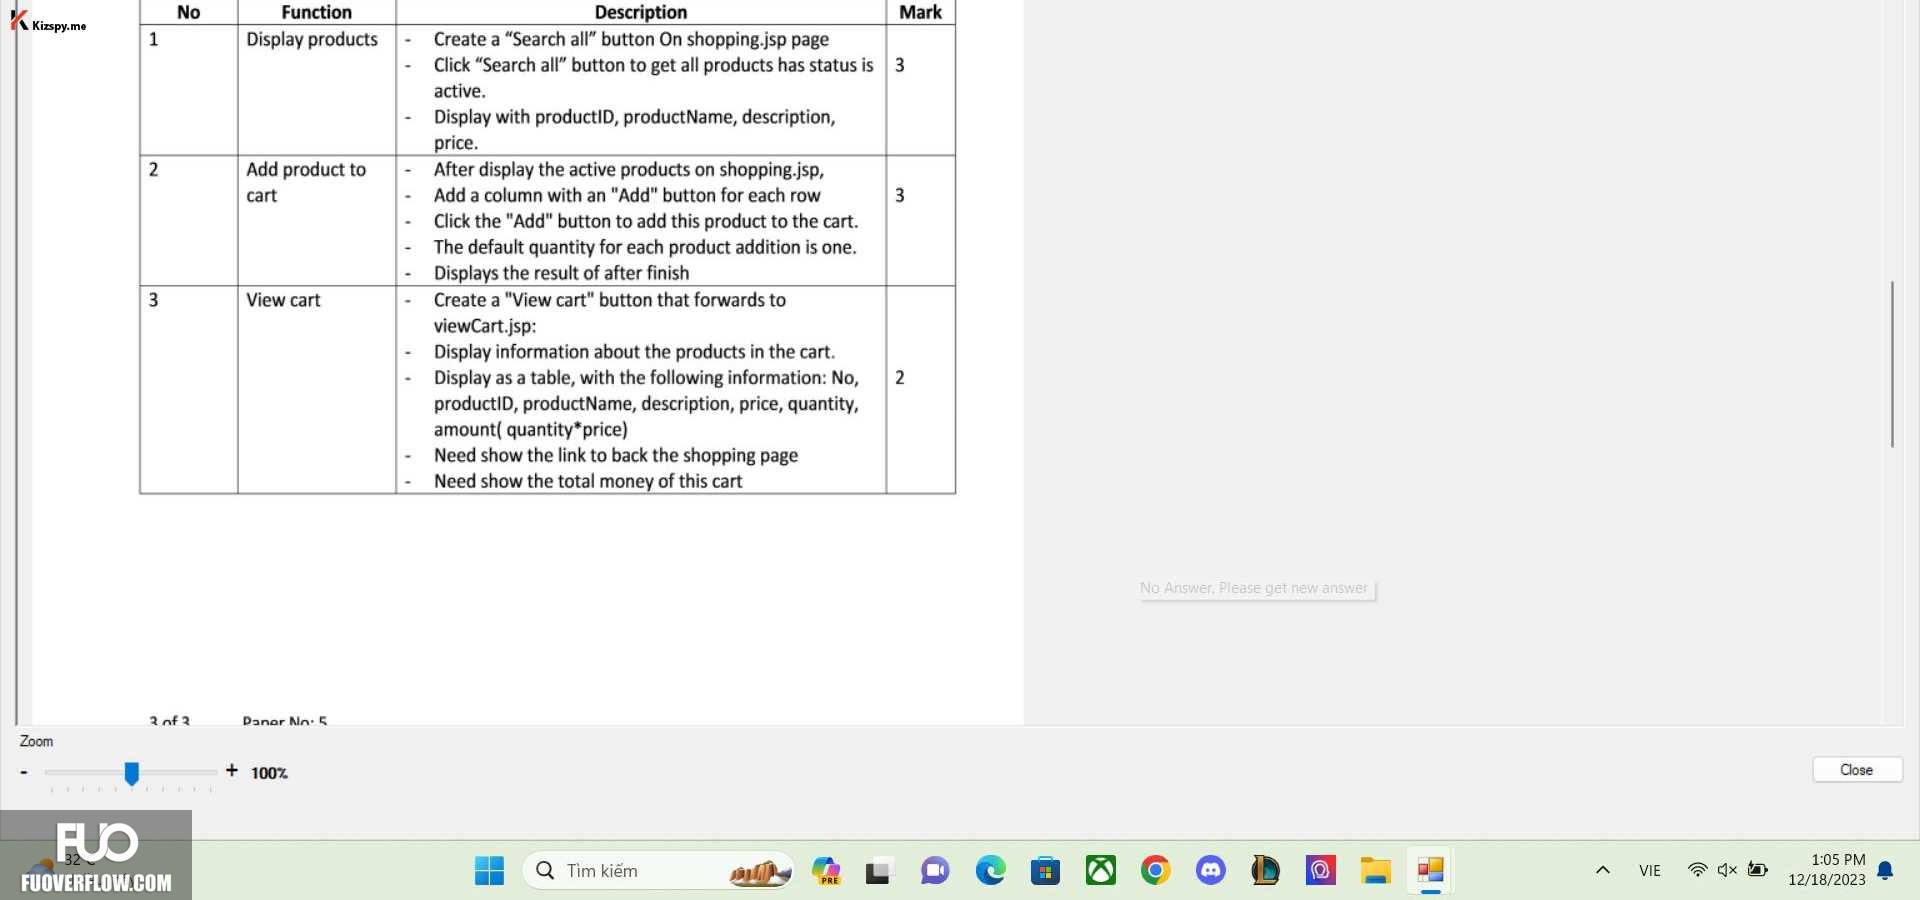 Kizspy.me
No Function Description Mark
1 Display products - Create a “Search all” button On shopping.jsp page
- Click “Search all” button to get all products has status is 3
active.
- Display with productID, productName, description,
price.
2 Add product to - After display the active products on shopping.jsp,
cart - Add a column with an "Add" button for each row 3
- Click the "Add" button to add this product to the cart.
- The default quantity for each product addition is one.
- Displays the result of after finish
3 View cart - Create a "View cart" button that forwards to
viewCart.jsp:
- Display information about the products in the cart.
- Display as a table, with the following information: No, 2
productID, productName, description, price, quantity,
amount( quantity*price)
- Need show the link to back the shopping page
- Need show the total money of this cart
No Answer, Please get new answer
3 of 3 Paper No: 5
Zoom
- + 100%
Close
FUO
32°C
FUOVERFLOW.COM
Tìm kiếm
PRE
VIE
1:05 PM
12/18/2023